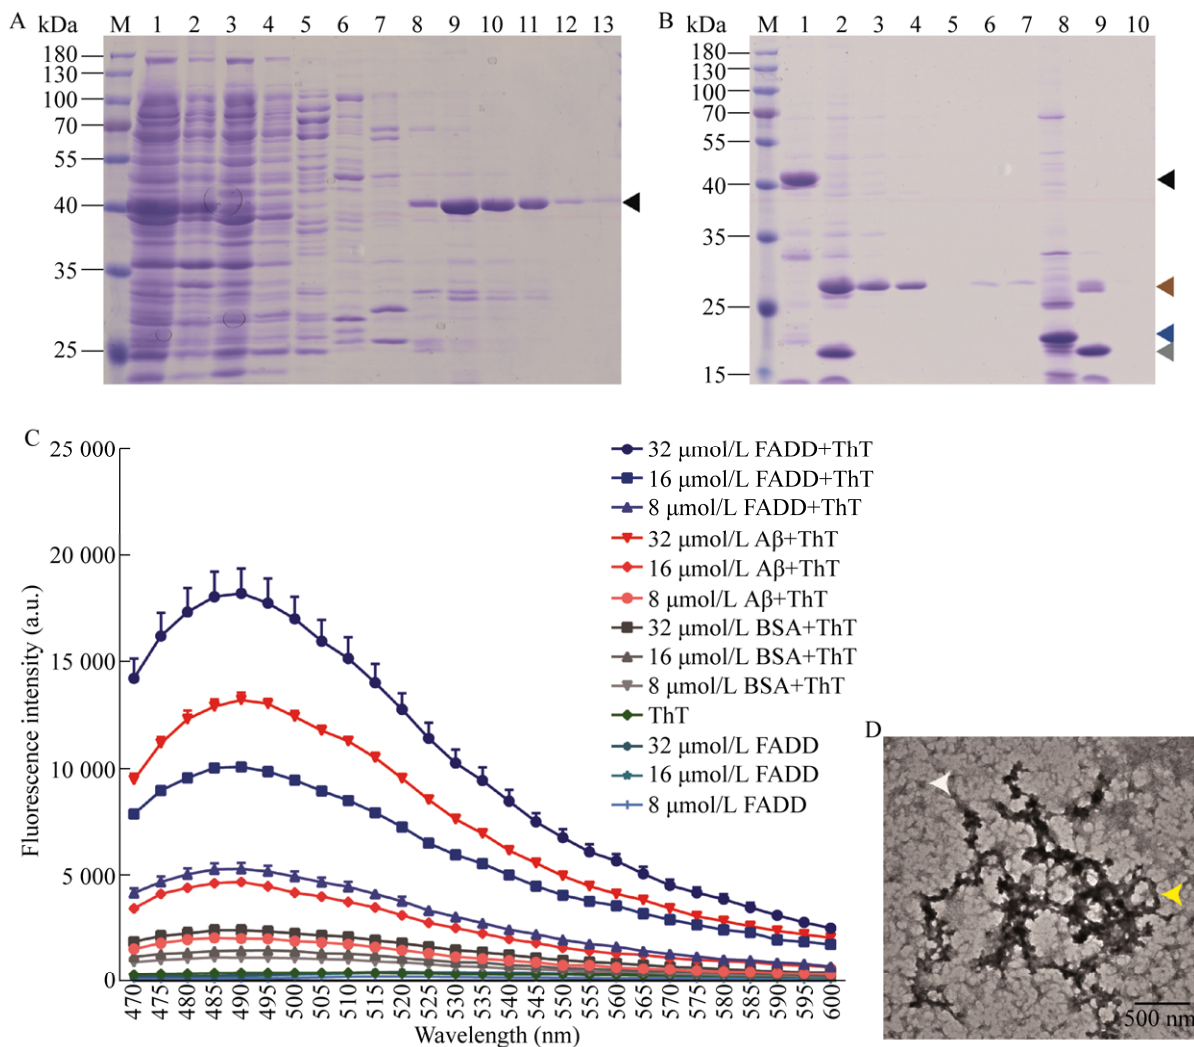 A kDa M 1 2 3 4 5 6 7 8 9 10 11 12 13
180
130
100
70
55
40
35
25
B kDa M 1 2 3 4 5 6 7 8 9 10
180
130
100
70
55
40
35
25
15
C
25 000
20 000
15 000
10 000
5 000
0
Fluorescence intensity (a.u.)
470 475 480 485 490 495 500 505 510 515 520 525 530 535 540 545 550 555 560 565 570 575 580 585 590 595 600
Wavelength (nm)
32 μmol/L FADD+ThT
16 μmol/L FADD+ThT
8 μmol/L FADD+ThT
32 μmol/L Aβ+ThT
16 μmol/L Aβ+ThT
8 μmol/L Aβ+ThT
32 μmol/L BSA+ThT
16 μmol/L BSA+ThT
8 μmol/L BSA+ThT
ThT
32 μmol/L FADD
16 μmol/L FADD
8 μmol/L FADD
D
500 nm